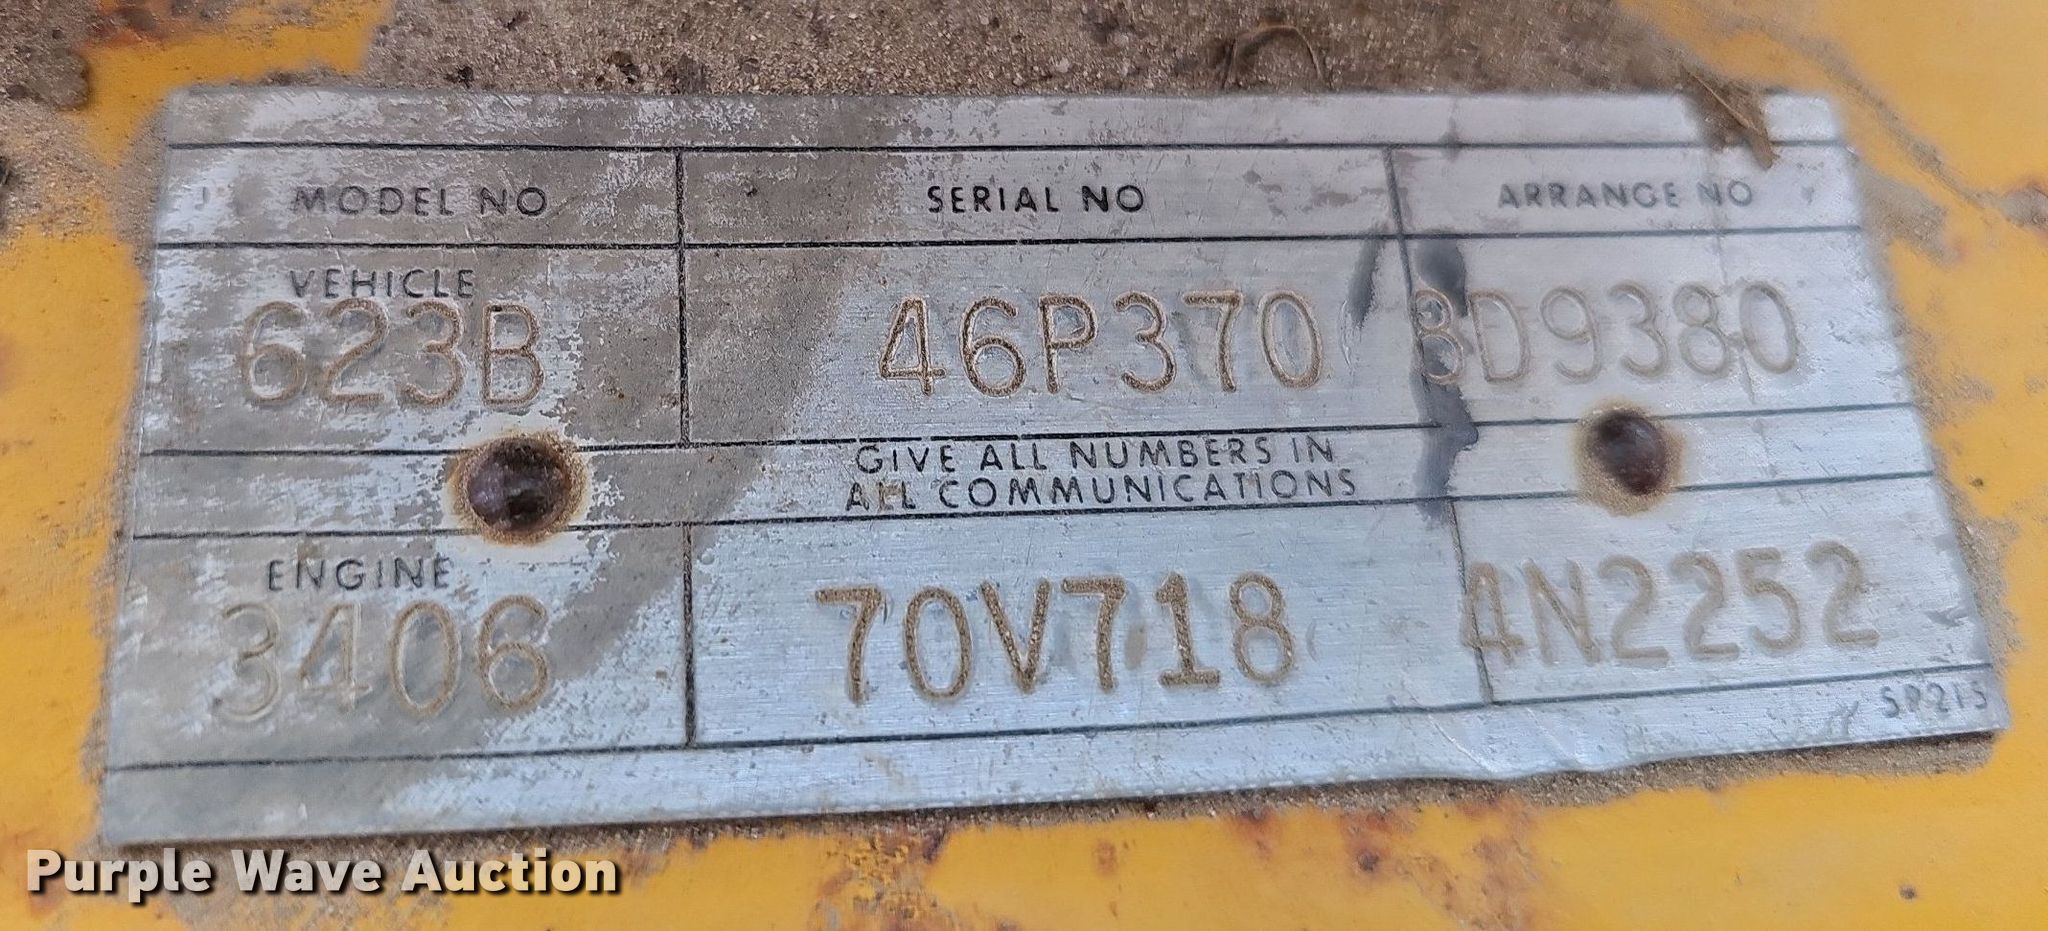 MODEL NO SERIAL NO ARRANGE NO
VEHICLE
623B 46P370 8D9380
GIVE ALL NUMBERS IN
ALL COMMUNICATIONS
ENGINE
3406 70V718 4N2252
SP215
Purple Wave Auction